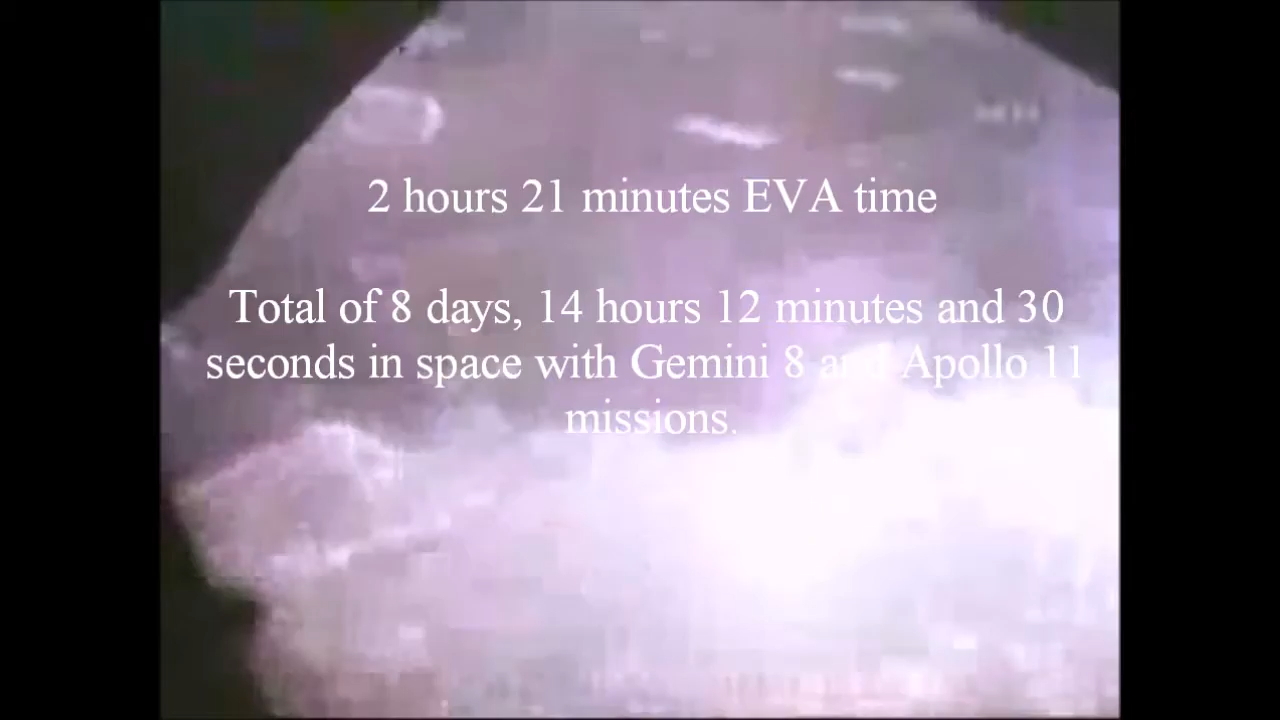 2 hours 21 minutes EVA time
Total of 8 days, 14 hours 12 minutes and 30
seconds in space with Gemini 8 and Apollo 11
missions.